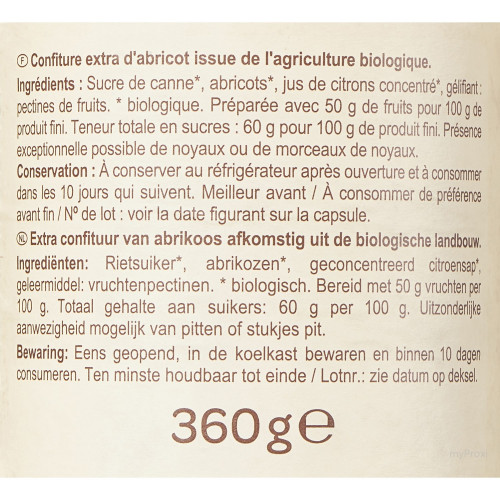 Ⓕ Confiture extra d'abricot issue de l'agriculture biologique.
Ingrédients : Sucre de canne*, abricots*, jus de citrons concentré*, gélifiant :
pectines de fruits. * biologique. Préparée avec 50 g de fruits pour 100 g de
produit fini. Teneur totale en sucres : 60 g pour 100 g de produit fini. Présence
exceptionnelle possible de noyaux ou de morceaux de noyaux.
Conservation : À conserver au réfrigérateur après ouverture et à consommer
dans les 10 jours qui suivent. Meilleur avant / À consommer de préférence
avant fin / Nº de lot : voir la date figurant sur la capsule.
NL Extra confituur van abrikoos afkomstig uit de biologische landbouw.
Ingrediënten: Rietsuiker*, abrikozen*, geconcentreerd citroensap*,
geleermiddel: vruchtenpectinen. * biologisch. Bereid met 50 g vruchten per
100 g. Totaal gehalte aan suikers: 60 g per 100 g. Uitzonderlijke
aanwezigheid mogelijk van pitten of stukjes pit.
Bewaring: Eens geopend, in de koelkast bewaren en binnen 10 dagen
consumeren. Ten minste houdbaar tot einde / Lotnr.: zie datum op deksel.
360 g ℮